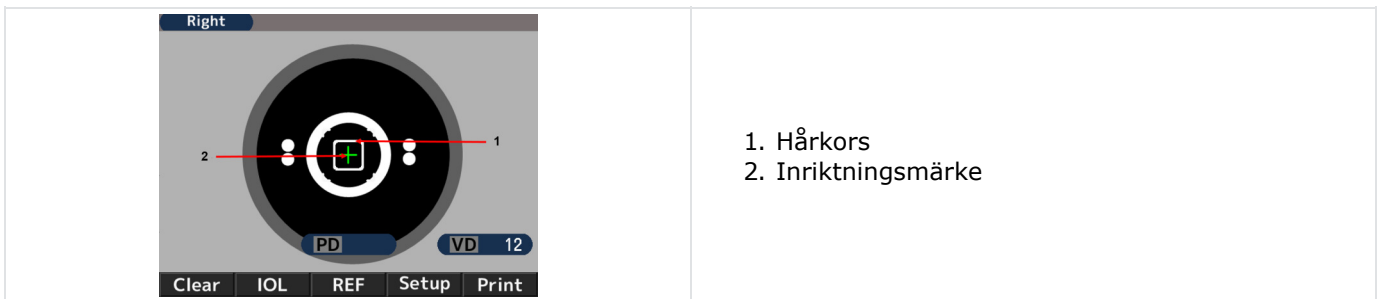 Right
1
2
PD
VD 12
Clear IOL REF Setup Print
1. Hårkors
2. Inriktningsmärke